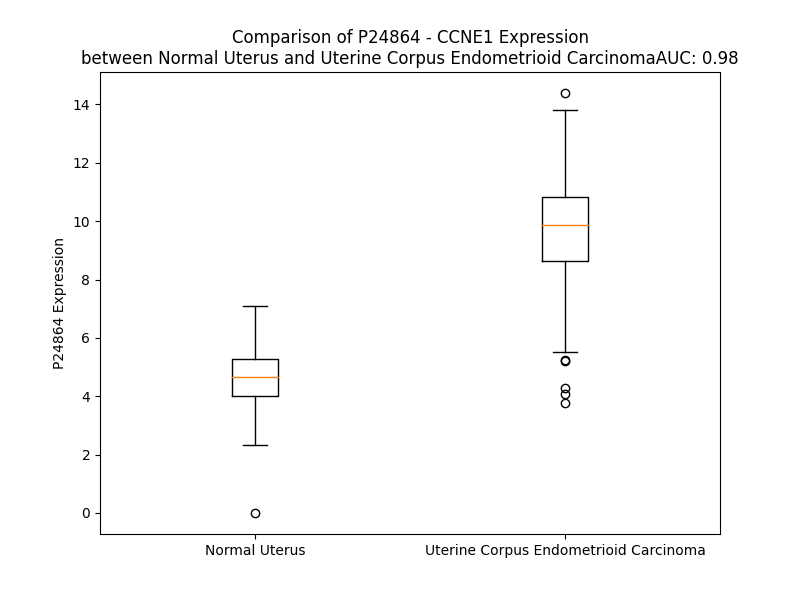 Comparison of P24864 - CCNE1 Expression
between Normal Uterus and Uterine Corpus Endometrioid CarcinomaAUC: 0.98
14
12
10
8
6
4
2
0
P24864 Expression
Normal Uterus
Uterine Corpus Endometrioid Carcinoma